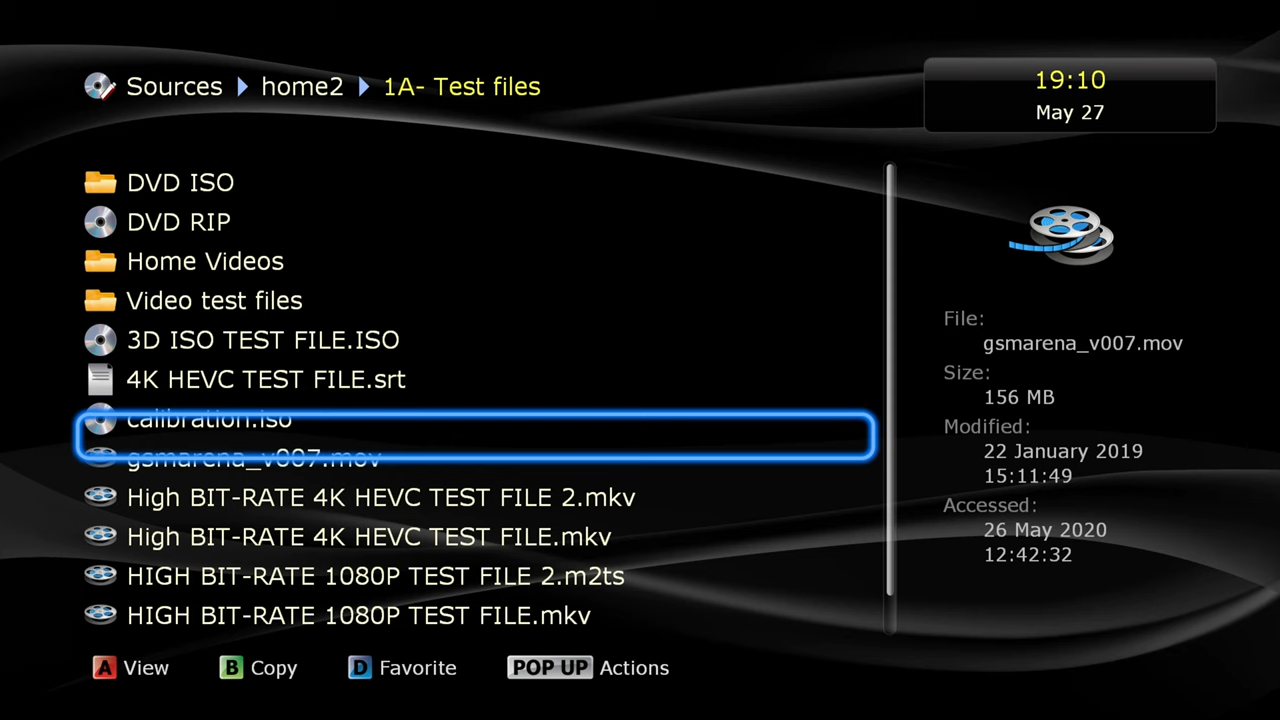 Sources home2 1A- Test files
19:10
May 27
DVD ISO
DVD RIP
Home Videos
Video test files
3D ISO TEST FILE.ISO
4K HEVC TEST FILE.srt
calibration.iso
gsmarena_v007.mov
High BIT-RATE 4K HEVC TEST FILE 2.mkv
High BIT-RATE 4K HEVC TEST FILE.mkv
HIGH BIT-RATE 1080P TEST FILE 2.m2ts
HIGH BIT-RATE 1080P TEST FILE.mkv
File:
gsmarena_v007.mov
Size:
156 MB
Modified:
22 January 2019
15:11:49
Accessed:
26 May 2020
12:42:32
A View B Copy D Favorite POP UP Actions